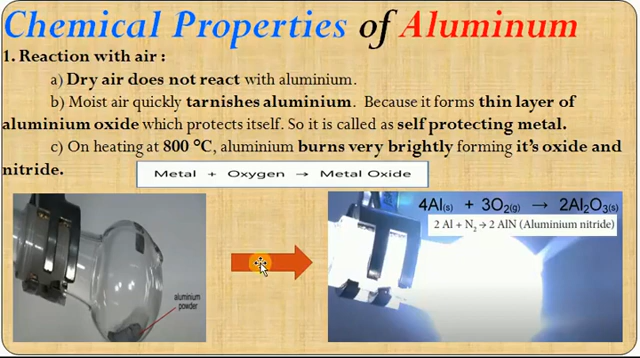 Chemical Properties of Aluminum
1. Reaction with air :
a) Dry air does not react with aluminium.
b) Moist air quickly tarnishes aluminium. Because it forms thin layer of
aluminium oxide which protects itself. So it is called as self protecting metal.
c) On heating at 800 °C, aluminium burns very brightly forming it's oxide and
nitride.
Metal + Oxygen → Metal Oxide
4Al(s) + 3O₂(g) → 2Al₂O₃(s)
2 Al + N₂ → 2 AlN (Aluminium nitride)
aluminium
powder